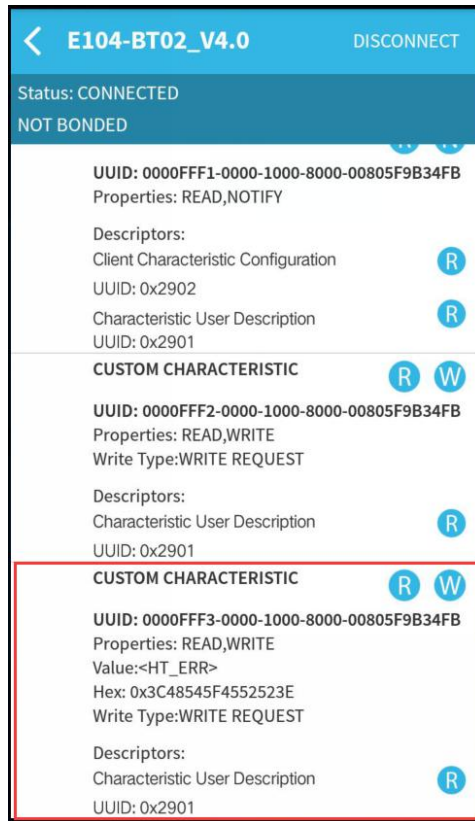 E104-BT02_V4.0 DISCONNECT
Status: CONNECTED
NOT BONDED
UUID: 0000FFF1-0000-1000-8000-00805F9B34FB
Properties: READ,NOTIFY
Descriptors:
Client Characteristic Configuration
R
UUID: 0x2902
Characteristic User Description
R
UUID: 0x2901
CUSTOM CHARACTERISTIC
R W
UUID: 0000FFF2-0000-1000-8000-00805F9B34FB
Properties: READ,WRITE
Write Type:WRITE REQUEST
Descriptors:
Characteristic User Description
R
UUID: 0x2901
CUSTOM CHARACTERISTIC
R W
UUID: 0000FFF3-0000-1000-8000-00805F9B34FB
Properties: READ,WRITE
Value:<HT_ERR>
Hex: 0x3C48545F4552523E
Write Type:WRITE REQUEST
Descriptors:
Characteristic User Description
R
UUID: 0x2901